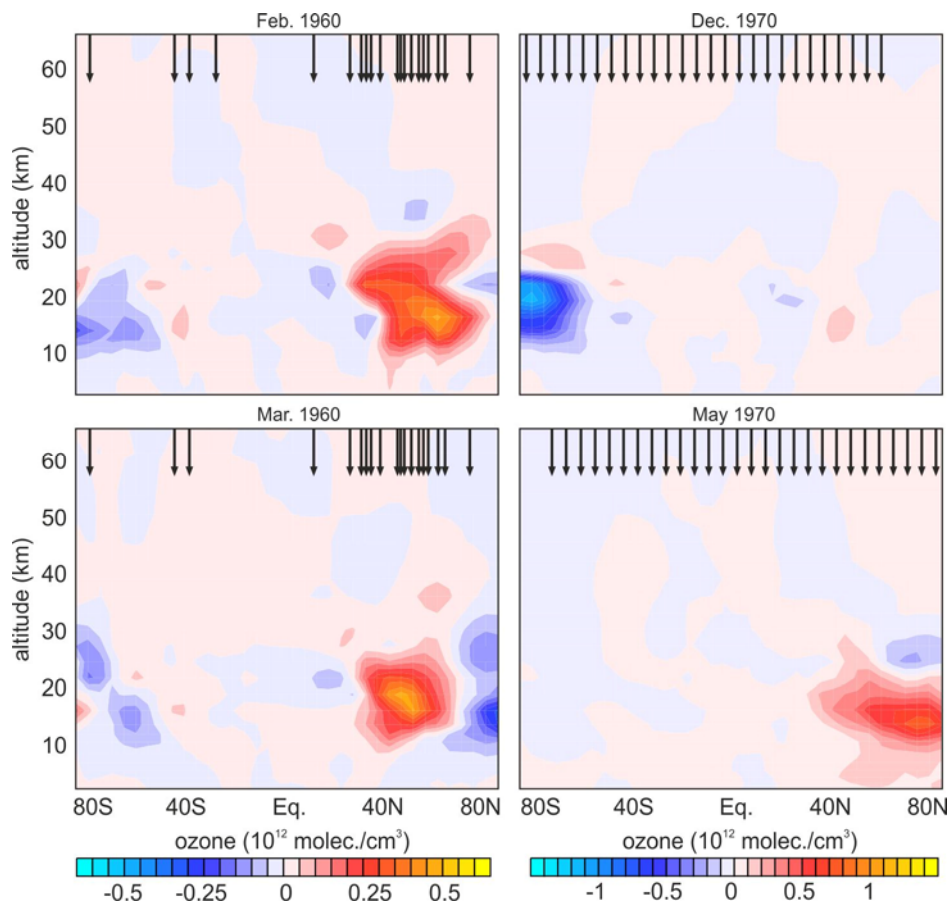 Feb. 1960
Dec. 1970
altitude (km)
60
50
40
30
20
10
Mar. 1960
May 1970
altitude (km)
60
50
40
30
20
10
80S 40S Eq. 40N 80N
80S 40S Eq. 40N 80N
ozone (10¹² molec./cm³)
-0.5 -0.25 0 0.25 0.5
ozone (10¹² molec./cm³)
-1 -0.5 0 0.5 1